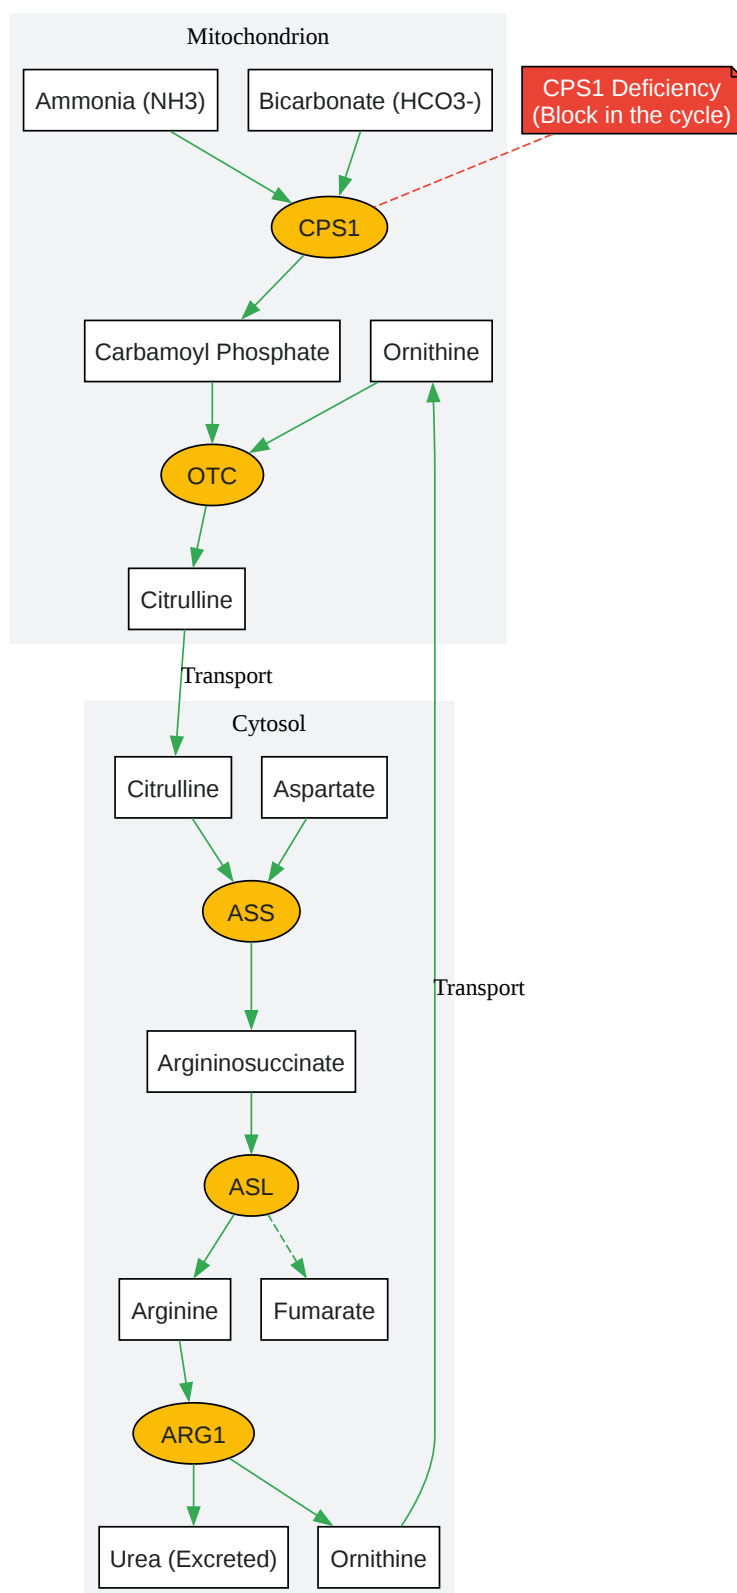 Mitochondrion
Ammonia (NH3)
Bicarbonate (HCO3-)
CPS1 Deficiency
(Block in the cycle)
CPS1
Carbamoyl Phosphate
Ornithine
OTC
Citrulline
Transport
Cytosol
Citrulline
Aspartate
ASS
Transport
Argininosuccinate
ASL
Arginine
Fumarate
ARG1
Urea (Excreted)
Ornithine